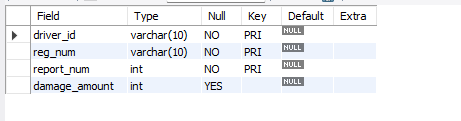 Field Type Null Key Default Extra
driver_id varchar(10) NO PRI NULL
reg_num varchar(10) NO PRI NULL
report_num int NO PRI NULL
damage_amount int YES NULL